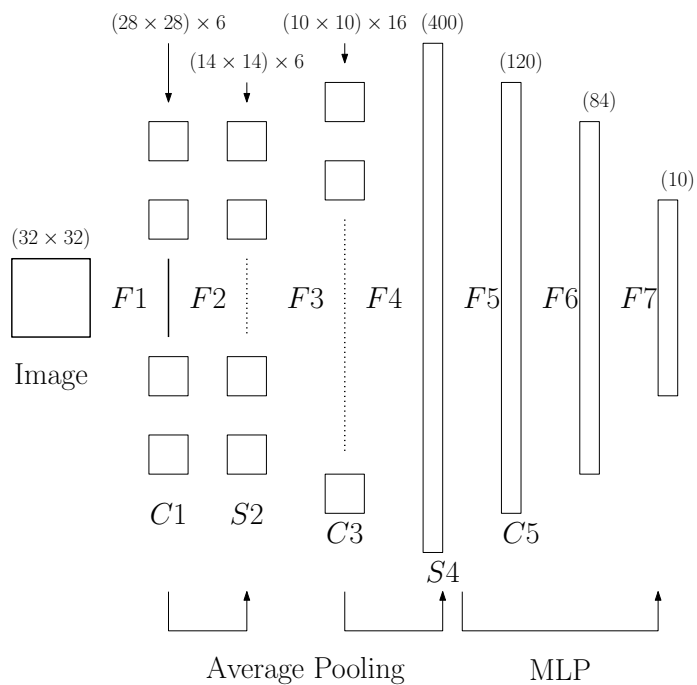 (28 × 28) × 6
(10 × 10) × 16
(400)
(14 × 14) × 6
(120)
(84)
(10)
(32 × 32)
F1
F2
F3
F4
F5
F6
F7
Image
C1
S2
C3
C5
S4
Average Pooling
MLP